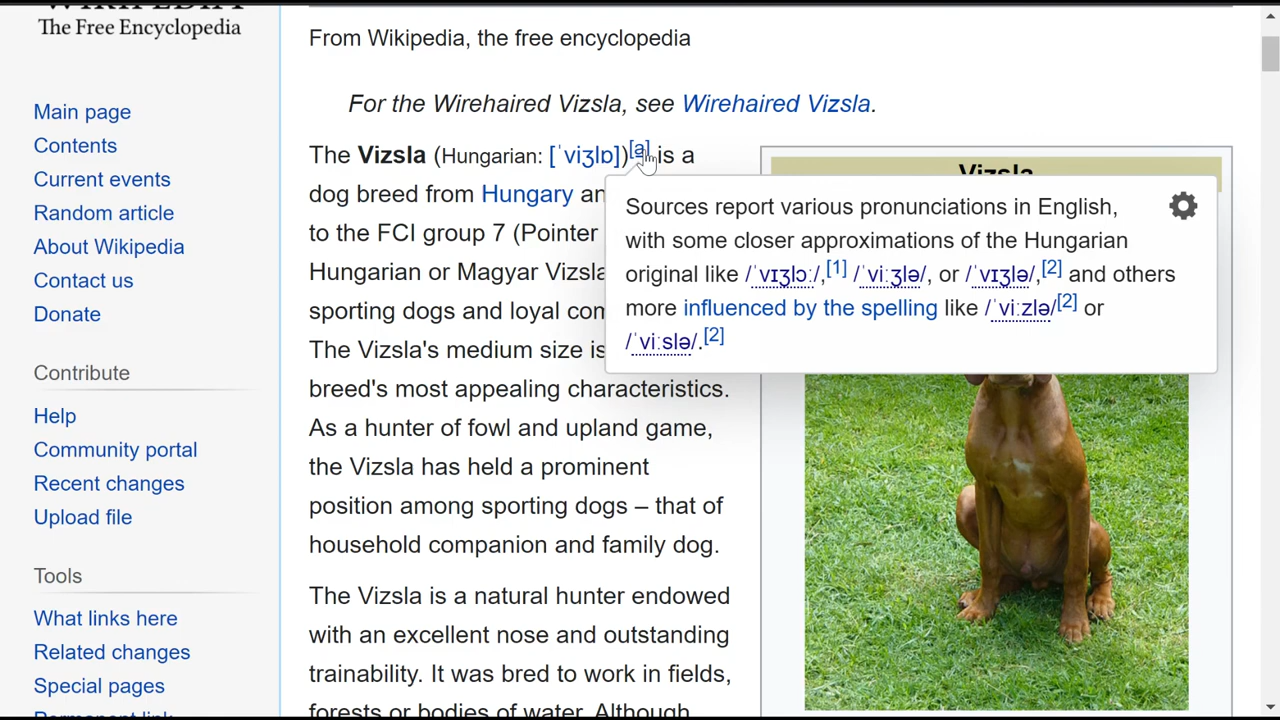 The Free Encyclopedia
Main page
Contents
Current events
Random article
About Wikipedia
Contact us
Donate
Contribute
Help
Community portal
Recent changes
Upload file
Tools
What links here
Related changes
Special pages
From Wikipedia, the free encyclopedia
For the Wirehaired Vizsla, see Wirehaired Vizsla.
The Vizsla (Hungarian: [ˈviʒlɒ])[a] is a
dog breed from Hungary an
to the FCI group 7 (Pointer
Hungarian or Magyar Vizsla
sporting dogs and loyal com
The Vizsla's medium size is
breed's most appealing characteristics.
As a hunter of fowl and upland game,
the Vizsla has held a prominent
position among sporting dogs – that of
household companion and family dog.
The Vizsla is a natural hunter endowed
with an excellent nose and outstanding
trainability. It was bred to work in fields,
forests or bodies of water. Although
Vizsla
Sources report various pronunciations in English,
with some closer approximations of the Hungarian
original like /ˈvɪʒlɔː/,[1] /ˈviːʒlə/, or /ˈvɪʒlə/,[2] and others
more influenced by the spelling like /ˈviːzlə/[2] or
/ˈviːslə/.[2]